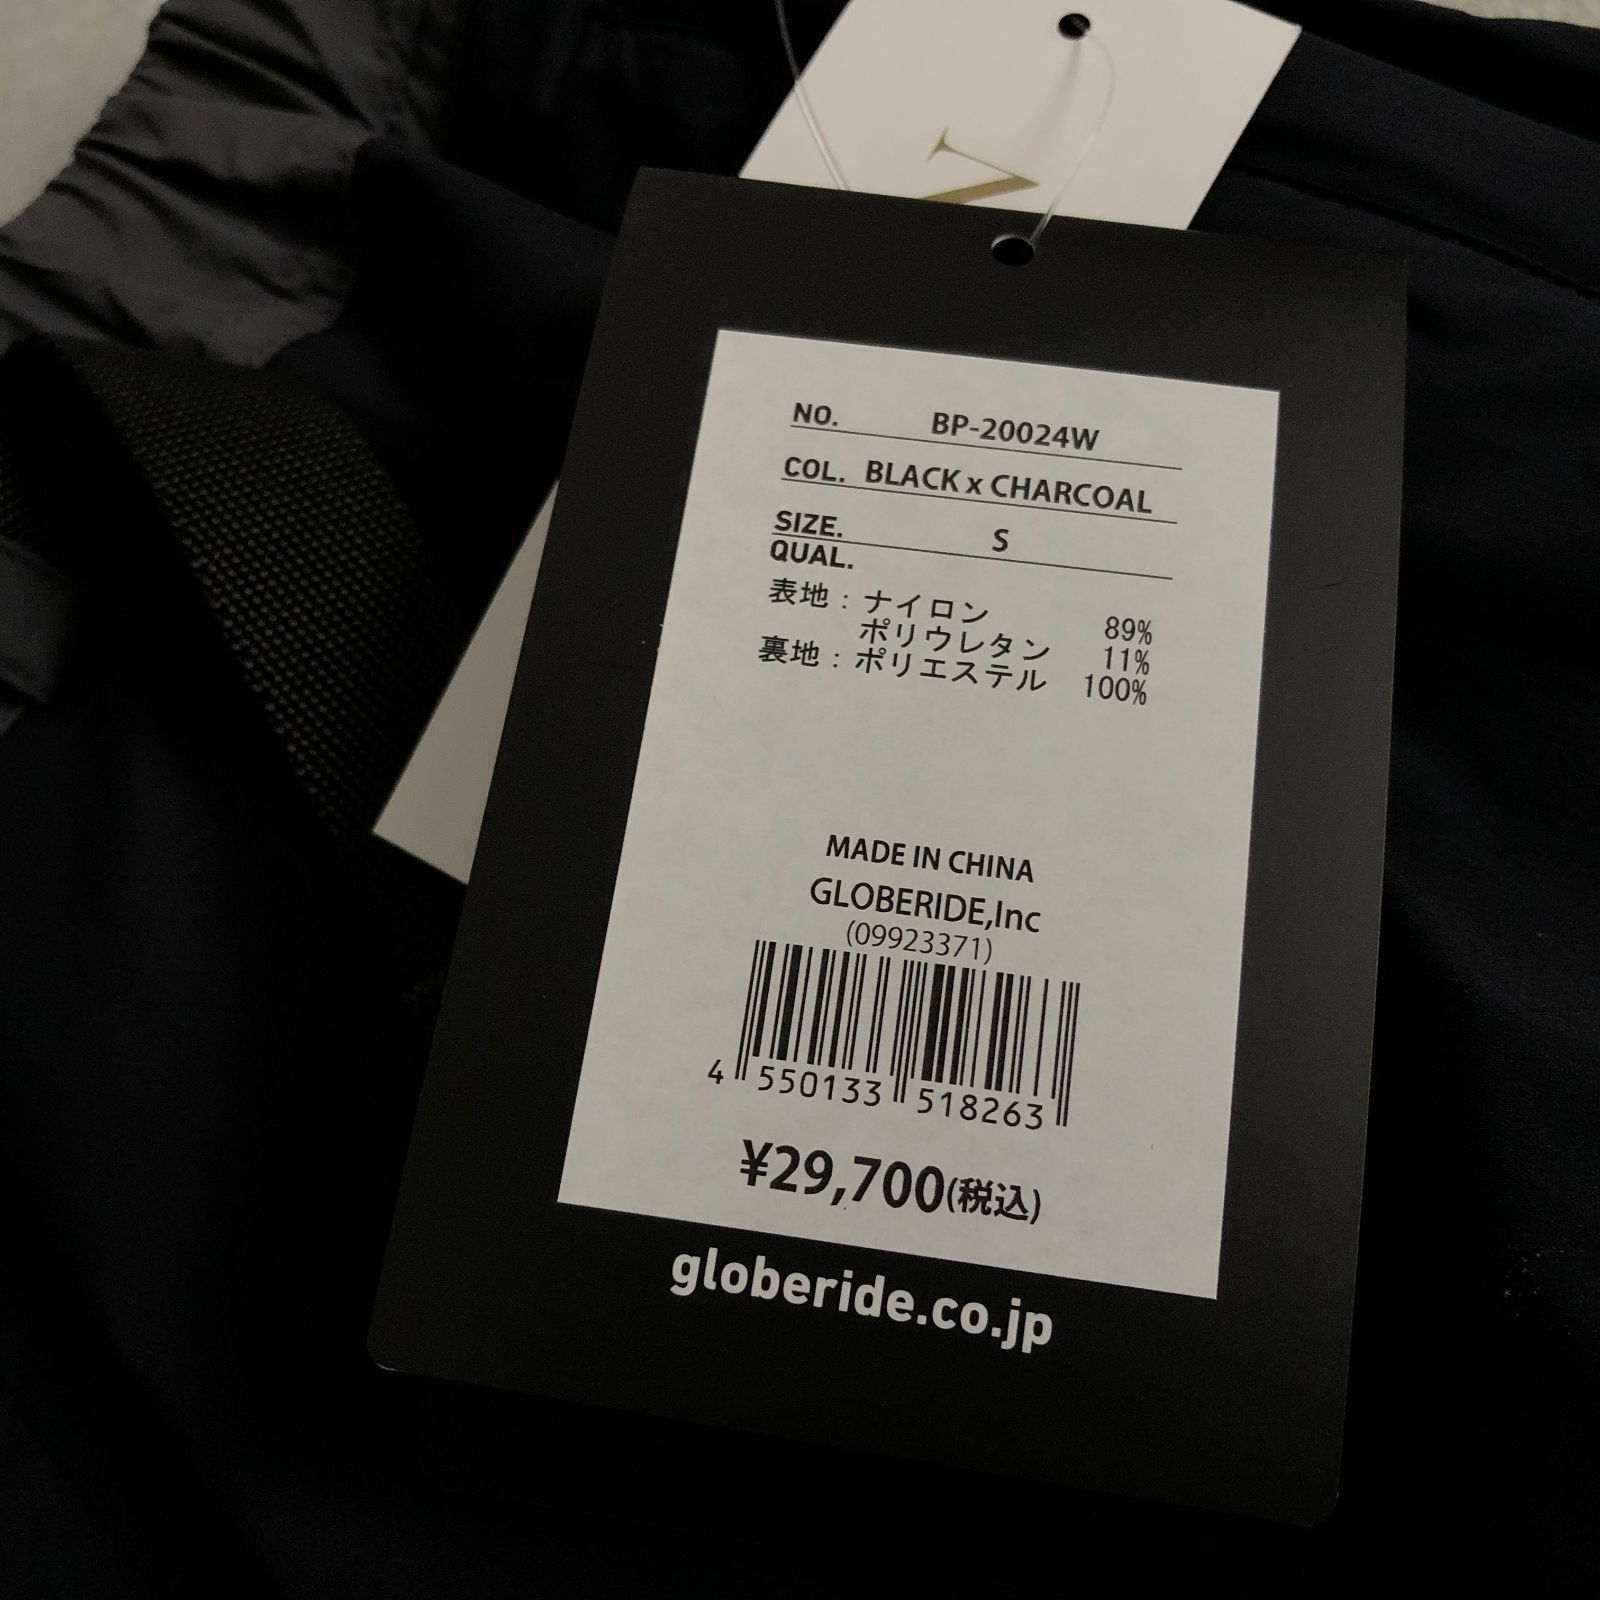 NO. BP-20024W
COL. BLACK x CHARCOAL
SIZE. S
QUAL.
表地：ナイロン 89%
ポリウレタン 11%
裏地：ポリエステル 100%
MADE IN CHINA
GLOBERIDE,Inc
(09923371)
4 550133 518263
¥29,700(税込)
globeride.co.jp